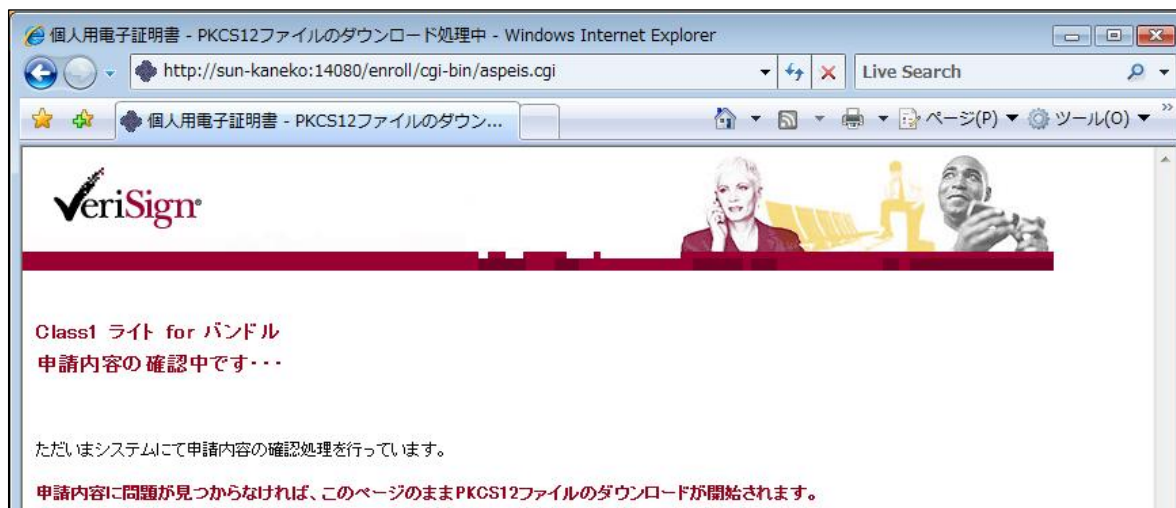 個人用電子証明書 - PKCS12ファイルのダウンロード処理中 - Windows Internet Explorer
http://sun-kaneko:14080/enroll/cgi-bin/aspeis.cgi
Live Search
個人用電子証明書 - PKCS12ファイルのダウン...
ページ(P)
ツール(O)
VeriSign
Class1 ライト for バンドル
申請内容の確認中です・・・
ただいまシステムにて申請内容の確認処理を行っています。
申請内容に問題が見つからなければ、このページのままPKCS12ファイルのダウンロードが開始されます。